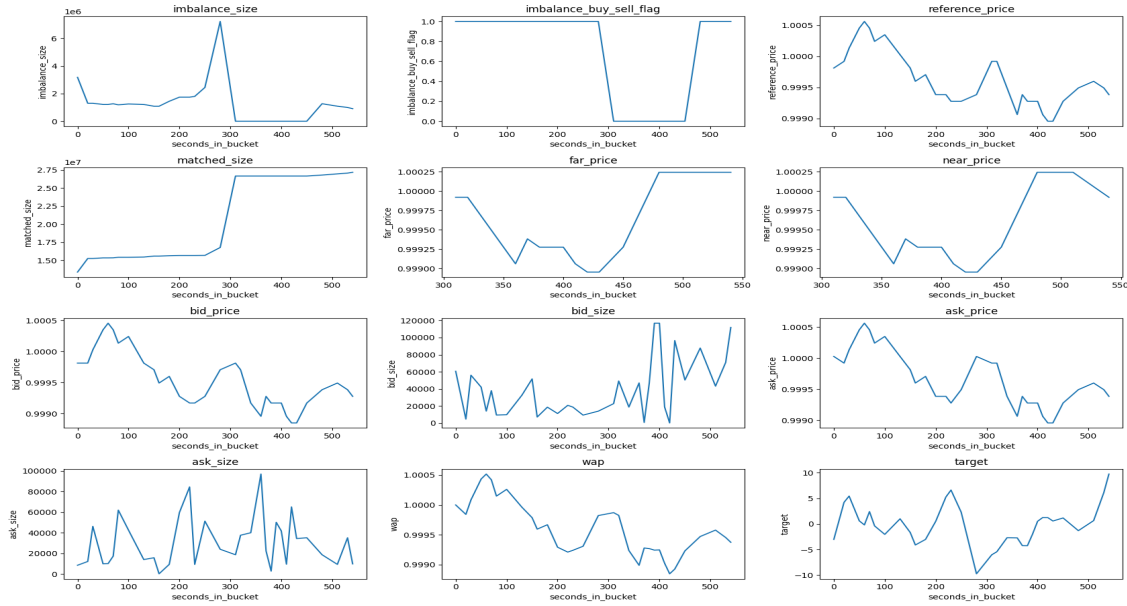 imbalance_size
1e6
imbalance_size
6
4
2
0
0 100 200 300 400 500
seconds_in_bucket
imbalance_buy_sell_flag
imbalance_buy_sell_flag
1.0
0.8
0.6
0.4
0.2
0.0
0 100 200 300 400 500
seconds_in_bucket
reference_price
reference_price
1.0005
1.0000
0.9995
0.9990
0 100 200 300 400 500
seconds_in_bucket
matched_size
1e7
matched_size
2.75
2.50
2.25
2.00
1.75
1.50
0 100 200 300 400 500
seconds_in_bucket
far_price
far_price
1.00025
1.00000
0.99975
0.99950
0.99925
0.99900
350 400 450 500 550
seconds_in_bucket
near_price
near_price
1.00025
1.00000
0.99975
0.99950
0.99925
0.99900
300 350 400 450 500 550
seconds_in_bucket
bid_price
bid_price
1.0005
1.0000
0.9995
0.9990
0 100 200 300 400 500
seconds_in_bucket
bid_size
bid_size
120000
100000
80000
60000
40000
20000
0
0 100 200 300 400 500
seconds_in_bucket
ask_price
ask_price
1.0005
1.0000
0.9995
0.9990
0 100 200 300 400 500
seconds_in_bucket
ask_size
ask_size
100000
80000
60000
40000
20000
0
0 100 200 300 400 500
seconds_in_bucket
wap
wap
1.0005
1.0000
0.9995
0.9990
0 100 200 300 400 500
seconds_in_bucket
target
target
10
5
0
−5
−10
0 100 200 300 400 500
seconds_in_bucket